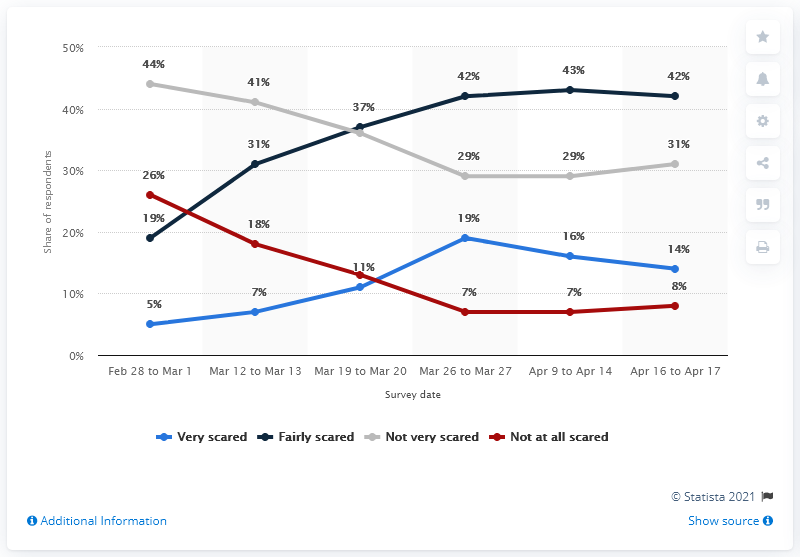 50%
40%
30%
20%
10%
0%
Share of respondents
44%
41%
37%
42%
43%
42%
31%
29%
29%
31%
26%
19%
18%
11%
19%
16%
14%
5%
7%
7%
7%
8%
Feb 28 to Mar 1
Mar 12 to Mar 13
Mar 19 to Mar 20
Mar 26 to Mar 27
Apr 9 to Apr 14
Apr 16 to Apr 17
Survey date
Very scared
Fairly scared
Not very scared
Not at all scared
© Statista 2021
Additional Information
Show source